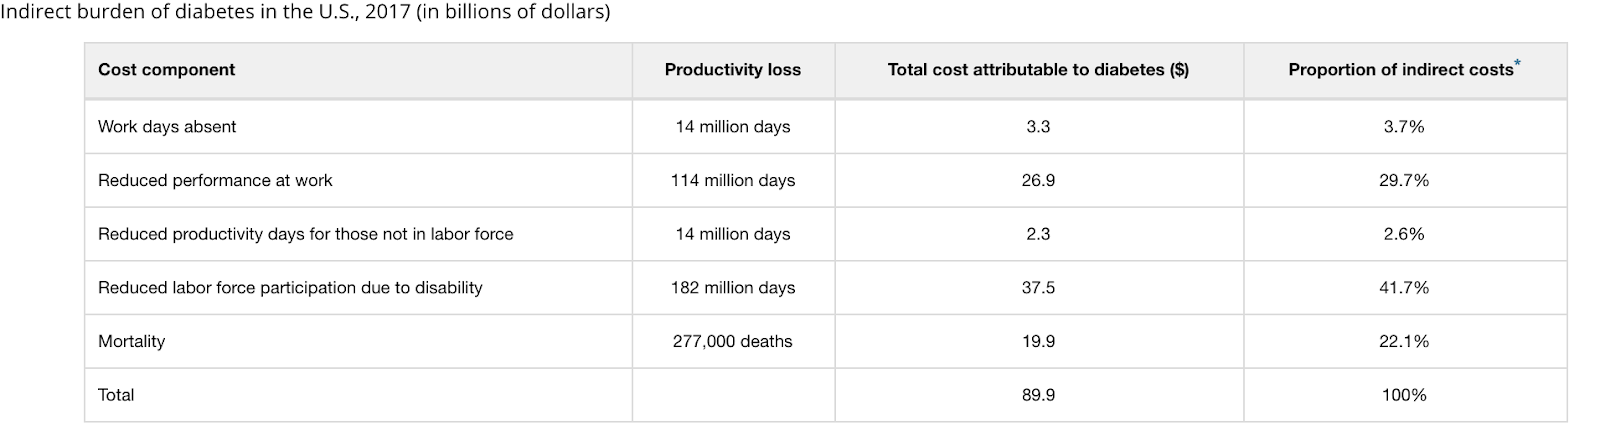 Indirect burden of diabetes in the U.S., 2017 (in billions of dollars)
Cost component Productivity loss Total cost attributable to diabetes ($) Proportion of indirect costs*
Work days absent 14 million days 3.3 3.7%
Reduced performance at work 114 million days 26.9 29.7%
Reduced productivity days for those not in labor force 14 million days 2.3 2.6%
Reduced labor force participation due to disability 182 million days 37.5 41.7%
Mortality 277,000 deaths 19.9 22.1%
Total 89.9 100%